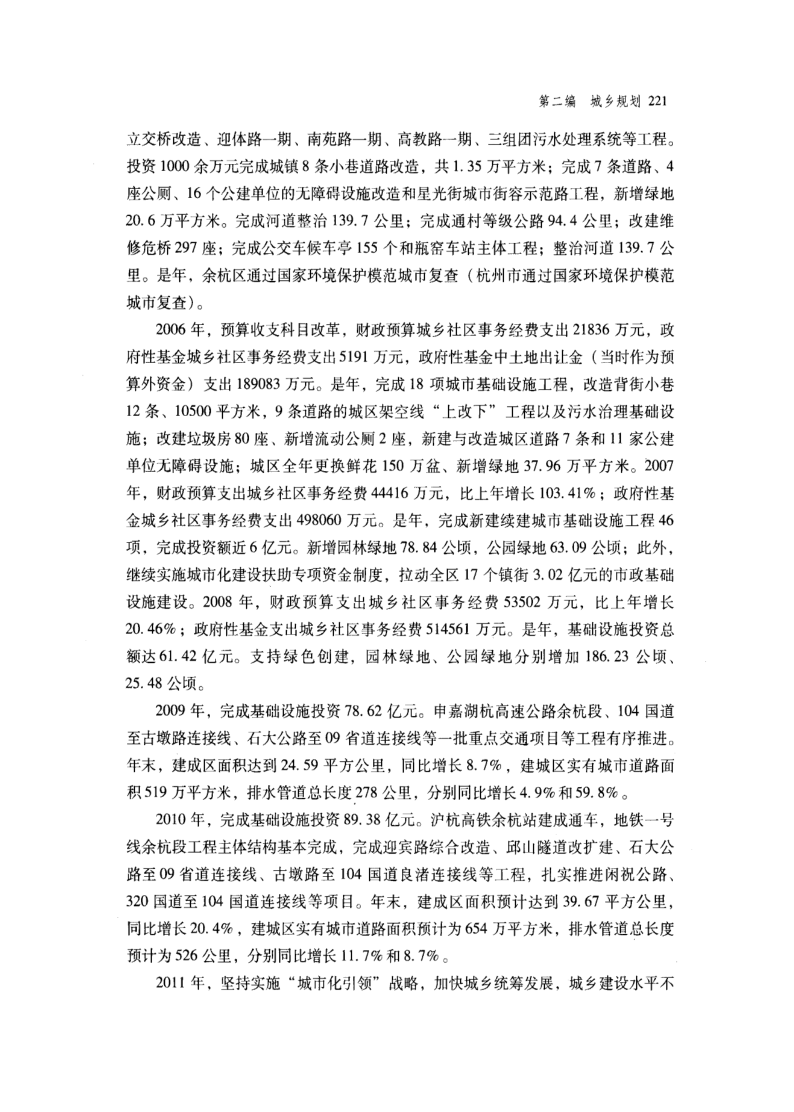 第二编 城乡规划 221
立交桥改造、迎体路一期、南苑路一期、高教路一期、三组团污水处理系统等工程。
投资 1000 余万元完成城镇 8 条小巷道路改造，共 1.35 万平方米；完成 7 条道路、4
座公厕、16 个公建单位的无障碍设施改造和星光街城市街容示范路工程，新增绿地
20.6 万平方米。完成河道整治 139.7 公里；完成通村等级公路 94.4 公里；改建维
修危桥 297 座；完成公交车候车亭 155 个和瓶窑车站主体工程；整治河道 139.7 公
里。是年，余杭区通过国家环境保护模范城市复查（杭州市通过国家环境保护模范
城市复查）。
2006 年，预算收支科目改革，财政预算城乡社区事务经费支出 21836 万元，政
府性基金城乡社区事务经费支出 5191 万元，政府性基金中土地出让金（当时作为预
算外资金）支出 189083 万元。是年，完成 18 项城市基础设施工程，改造背街小巷
12 条、10500 平方米，9 条道路的城区架空线“上改下”工程以及污水治理基础设
施；改建垃圾房 80 座、新增流动公厕 2 座，新建与改造城区道路 7 条和 11 家公建
单位无障碍设施；城区全年更换鲜花 150 万盆、新增绿地 37.96 万平方米。2007
年，财政预算支出城乡社区事务经费 44416 万元，比上年增长 103.41%；政府性基
金城乡社区事务经费支出 498060 万元。是年，完成新建续建城市基础设施工程 46
项，完成投资额近 6 亿元。新增园林绿地 78.84 公顷，公园绿地 63.09 公顷；此外，
继续实施城市化建设扶助专项资金制度，拉动全区 17 个镇街 3.02 亿元的市政基础
设施建设。2008 年，财政预算支出城乡社区事务经费 53502 万元，比上年增长
20.46%；政府性基金支出城乡社区事务经费 514561 万元。是年，基础设施投资总
额达 61.42 亿元。支持绿色创建，园林绿地、公园绿地分别增加 186.23 公顷、
25.48 公顷。
2009 年，完成基础设施投资 78.62 亿元。申嘉湖杭高速公路余杭段、104 国道
至古墩路连接线、石大公路至 09 省道连接线等一批重点交通项目等工程有序推进。
年末，建成区面积达到 24.59 平方公里，同比增长 8.7%，建城区实有城市道路面
积 519 万平方米，排水管道总长度 278 公里，分别同比增长 4.9% 和 59.8%。
2010 年，完成基础设施投资 89.38 亿元。沪杭高铁余杭站建成通车，地铁一号
线余杭段工程主体结构基本完成，完成迎宾路综合改造、邱山隧道改扩建、石大公
路至 09 省道连接线、古墩路至 104 国道良渚连接线等工程，扎实推进闲祝公路、
320 国道至 104 国道连接线等项目。年末，建成区面积预计达到 39.67 平方公里，
同比增长 20.4%，建城区实有城市道路面积预计为 654 万平方米，排水管道总长度
预计为 526 公里，分别同比增长 11.7% 和 8.7%。
2011 年，坚持实施“城市化引领”战略，加快城乡统筹发展，城乡建设水平不